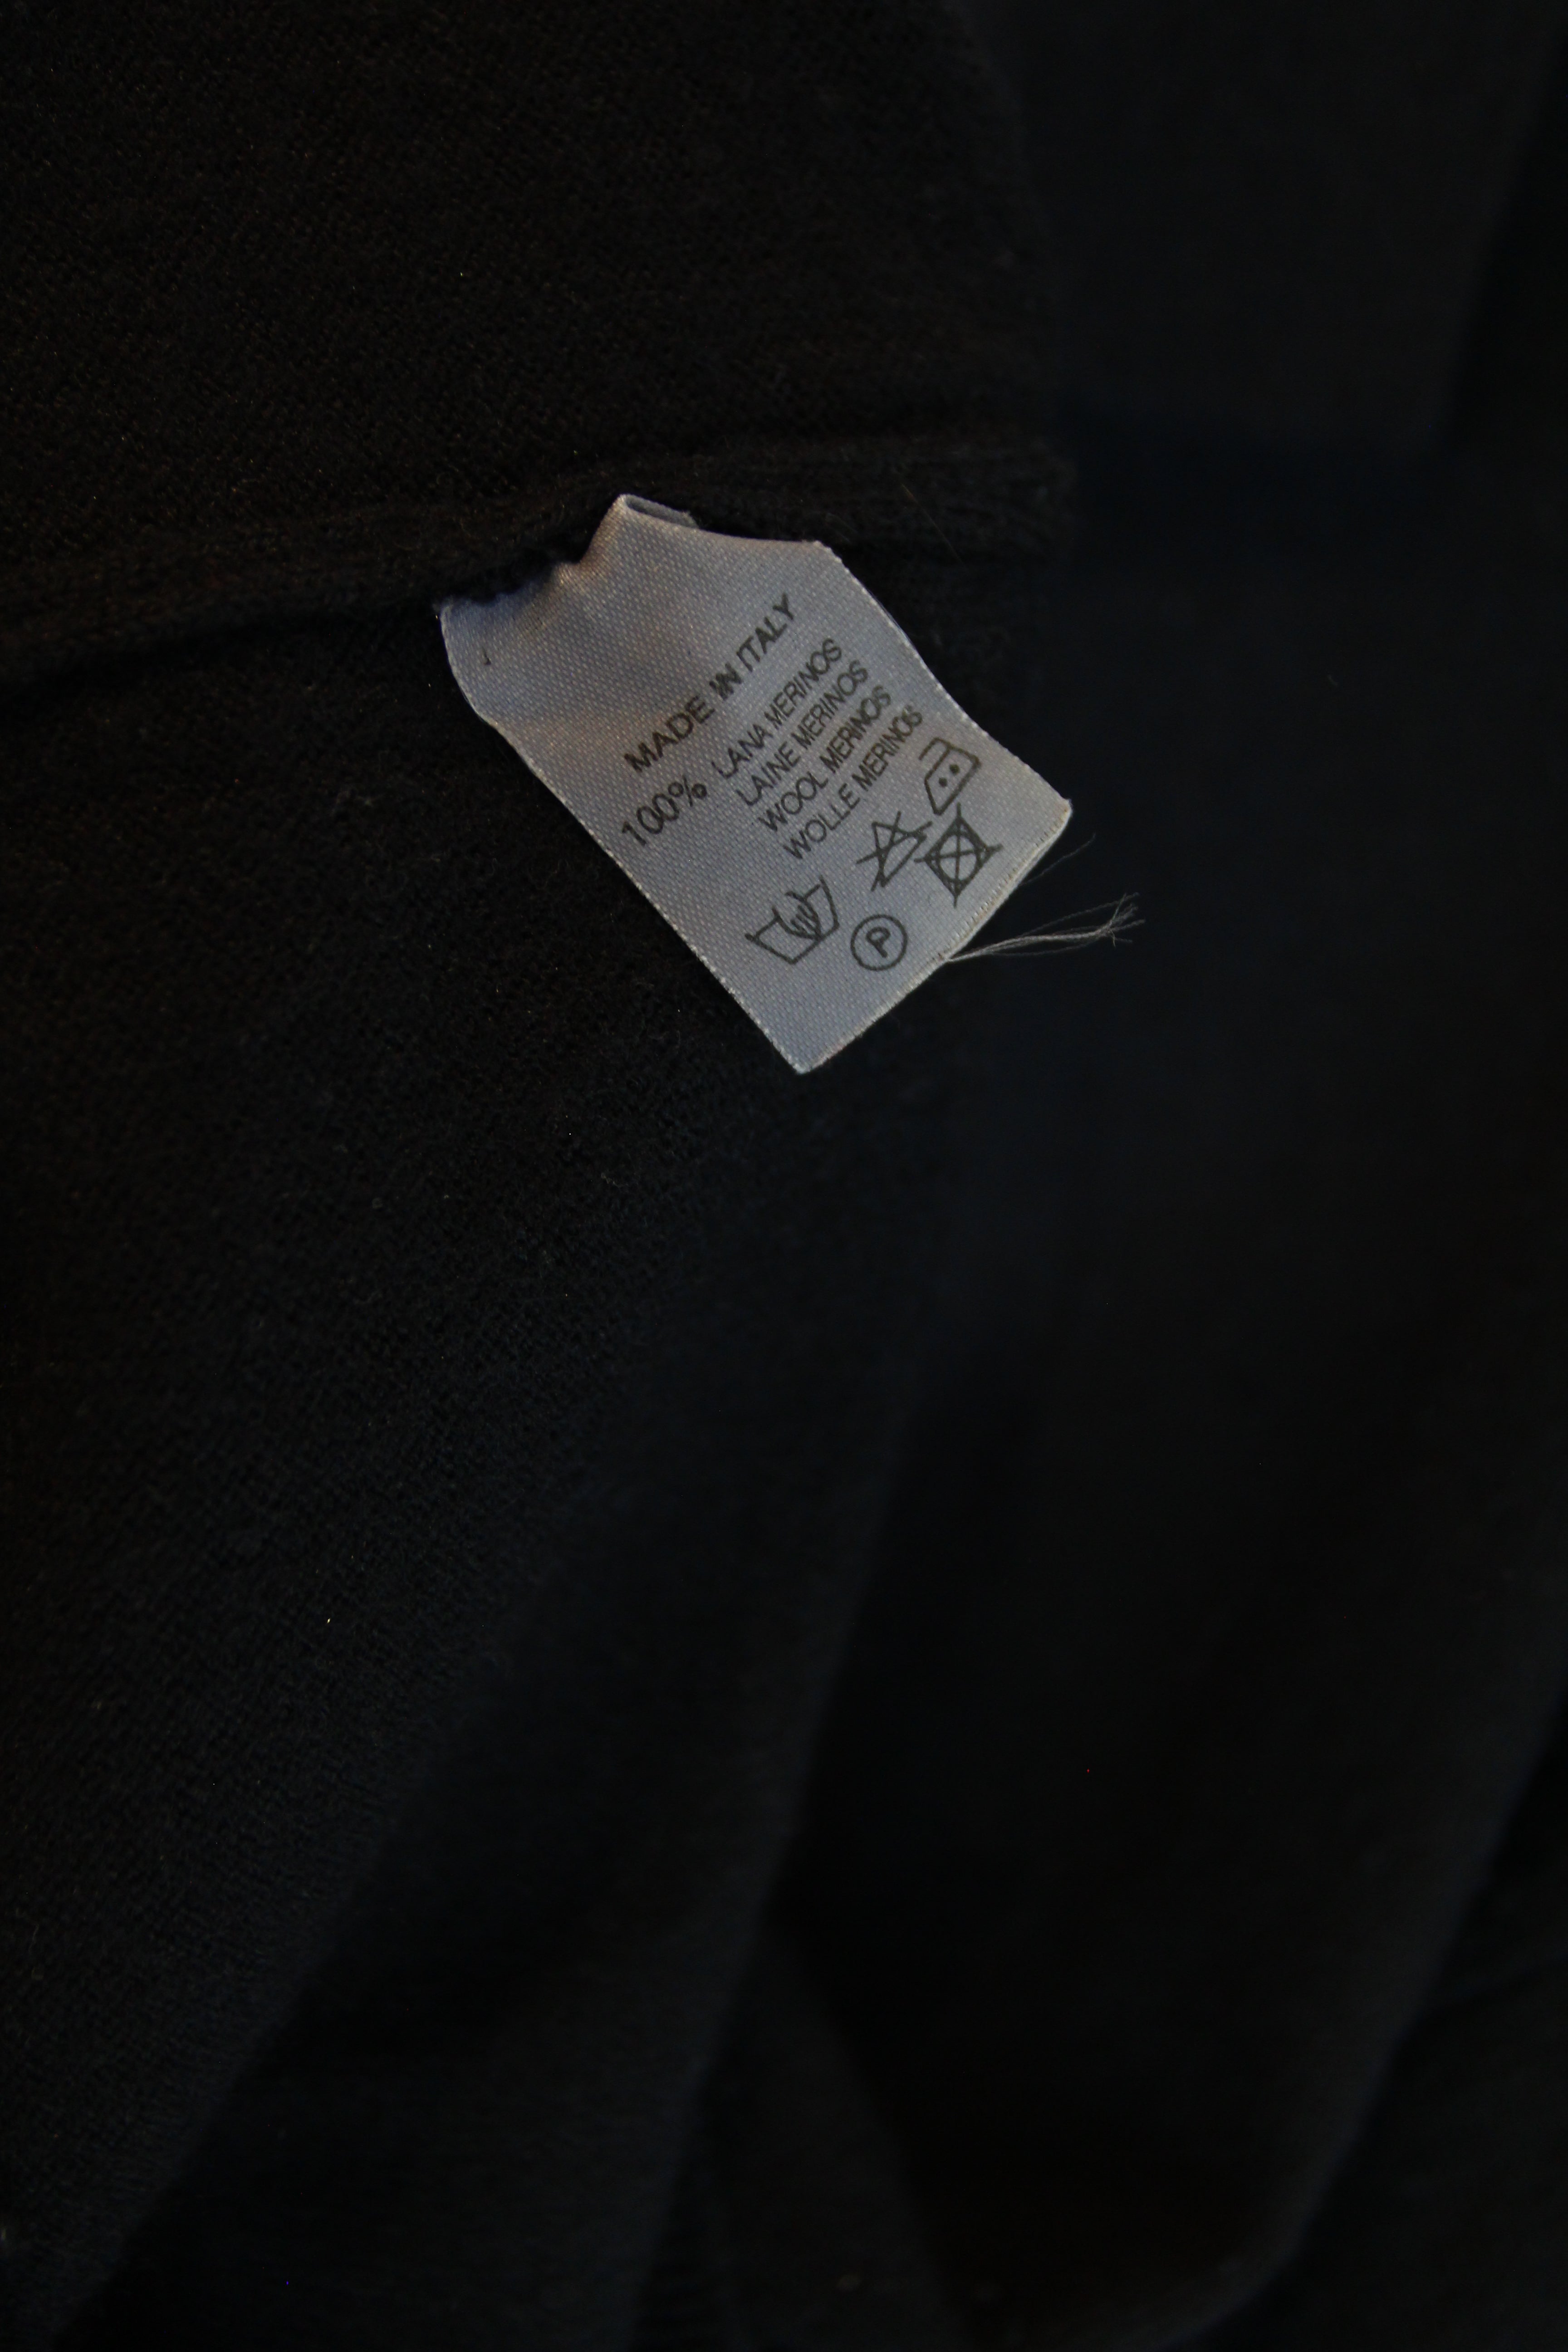 MADE IN ITALY
100% LANA MERINOS
LAINE MERINOS
WOOL MERINOS
WOLLE MERINOS
P